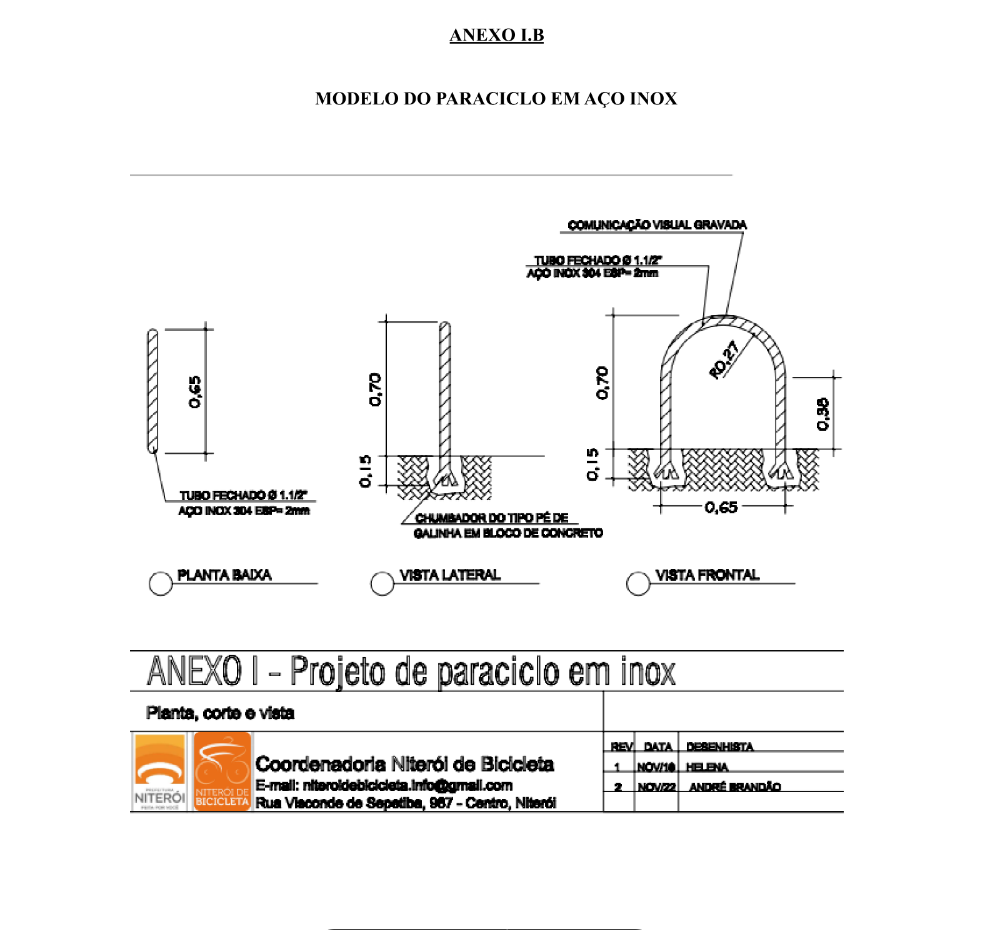 ANEXO I.B
MODELO DO PARACICLO EM AÇO INOX
COMUNICAÇÃO VISUAL GRAVADA
TUBO FECHADO Ø 1.1/2"
AÇO INOX 304 ESP= 2mm
0,65
0,70
0,15
0,70
0,15
R0,27
0,38
0,65
TUBO FECHADO Ø 1.1/2"
AÇO INOX 304 ESP= 2mm
CHUMBADOR DO TIPO PÉ DE
GALINHA EM BLOCO DE CONCRETO
PLANTA BAIXA
VISTA LATERAL
VISTA FRONTAL
ANEXO I - Projeto de paraciclo em inox
Planta, corte e vista
PREFEITURA
NITERÓI
NITERÓI DE
BICICLETA
Coordenadoria Niterói de Bicicleta
E-mail: niteroidebicicleta.info@gmail.com
Rua Visconde de Sepetiba, 987 - Centro, Niterói
REV DATA DESENHISTA
1 HELENA
2 NOV/22 ANDRÉ BRANDÃO